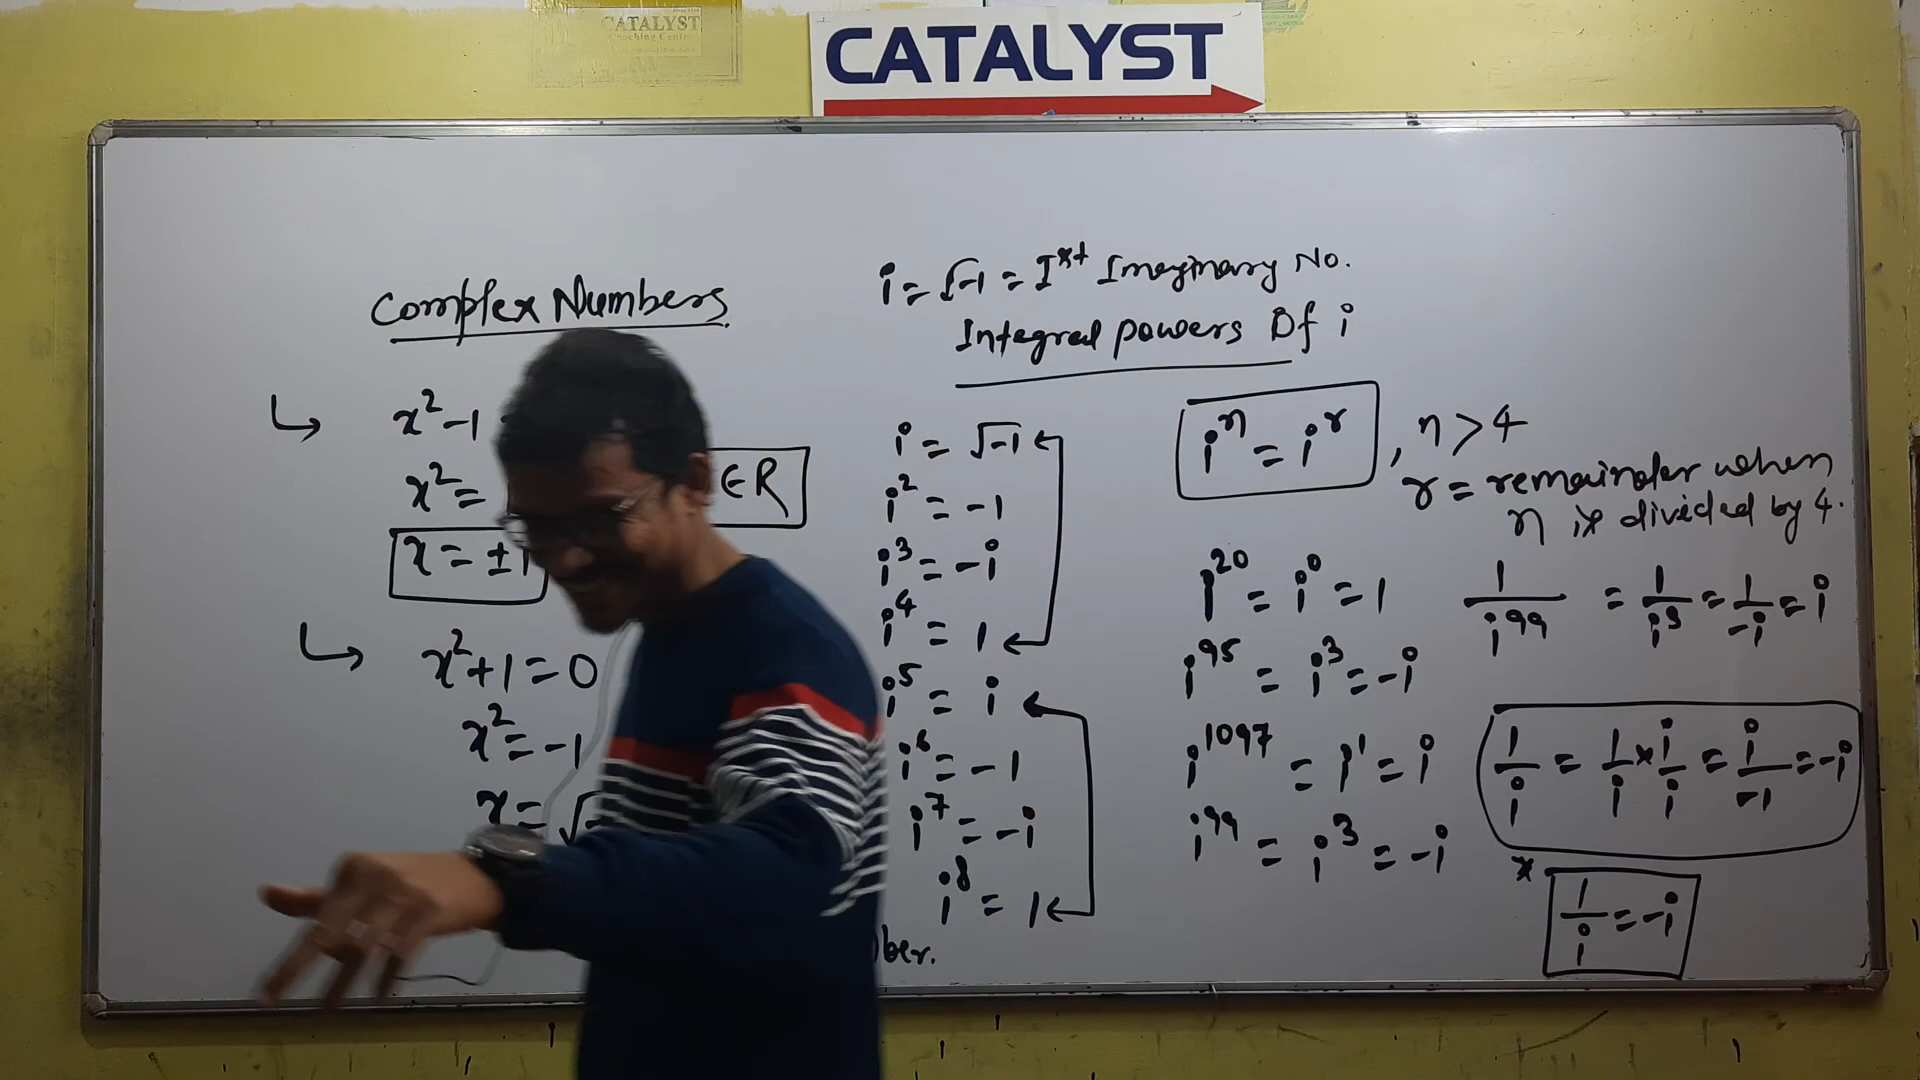 CATALYST
CATALYST
Coaching Centre
Complex Numbers
x² - 1
x² =
∈R
x = ±1
x² + 1 = 0
x² = -1
x = √-
ber.
i = √-1 = Ist Imaginary No.
Integral powers Of i
i = √-1
i² = -1
i³ = -i
i⁴ = 1
i⁵ = i
i⁶ = -1
i⁷ = -i
i⁸ = 1
iⁿ = iʳ , n > 4
r = remainder when
n is divided by 4.
i²⁰ = i⁰ = 1
i⁹⁵ = i³ = -i
i¹⁰⁹⁷ = i¹ = i
i⁹⁹ = i³ = -i
1/i⁹⁹ = 1/i³ = 1/-i = i
1/i = 1/i × i/i = i/-1 = -i
* 1/i = -i